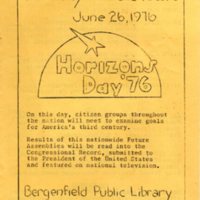 June 26, 1976
Horizons
Day '76
On this day, citizen groups throughout
the nation will meet to examine goals
for America's third century.
Results of this nationwide Future
Assemblies will be read into the
Congressional Record, submitted to
the President of the United States
and featured on national television.
Bergenfield Public Library